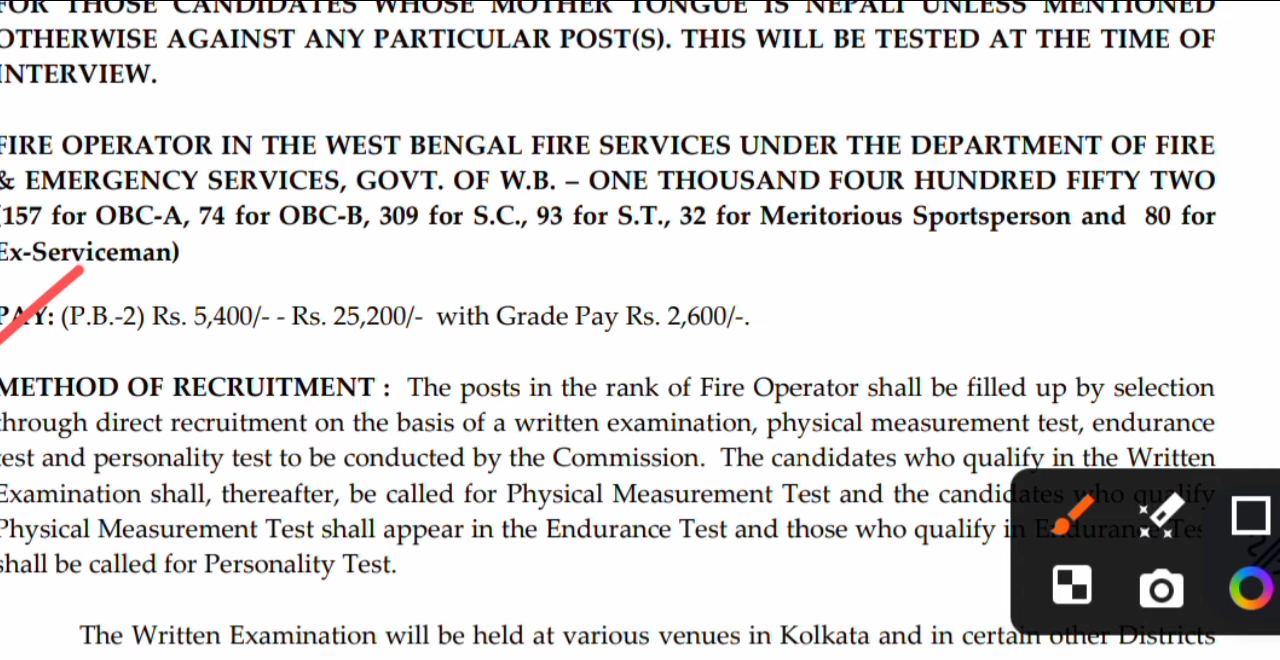 FOR THOSE CANDIDATES WHOSE MOTHER TONGUE IS NEPALI UNLESS MENTIONED
OTHERWISE AGAINST ANY PARTICULAR POST(S). THIS WILL BE TESTED AT THE TIME OF
INTERVIEW.
FIRE OPERATOR IN THE WEST BENGAL FIRE SERVICES UNDER THE DEPARTMENT OF FIRE
& EMERGENCY SERVICES, GOVT. OF W.B. – ONE THOUSAND FOUR HUNDRED FIFTY TWO
(157 for OBC-A, 74 for OBC-B, 309 for S.C., 93 for S.T., 32 for Meritorious Sportsperson and 80 for
Ex-Serviceman)
PAY: (P.B.-2) Rs. 5,400/- - Rs. 25,200/- with Grade Pay Rs. 2,600/-.
METHOD OF RECRUITMENT : The posts in the rank of Fire Operator shall be filled up by selection
through direct recruitment on the basis of a written examination, physical measurement test, endurance
test and personality test to be conducted by the Commission. The candidates who qualify in the Written
Examination shall, thereafter, be called for Physical Measurement Test and the candidates who qualify
Physical Measurement Test shall appear in the Endurance Test and those who qualify in Endurance Tes
shall be called for Personality Test.
The Written Examination will be held at various venues in Kolkata and in certain other Districts